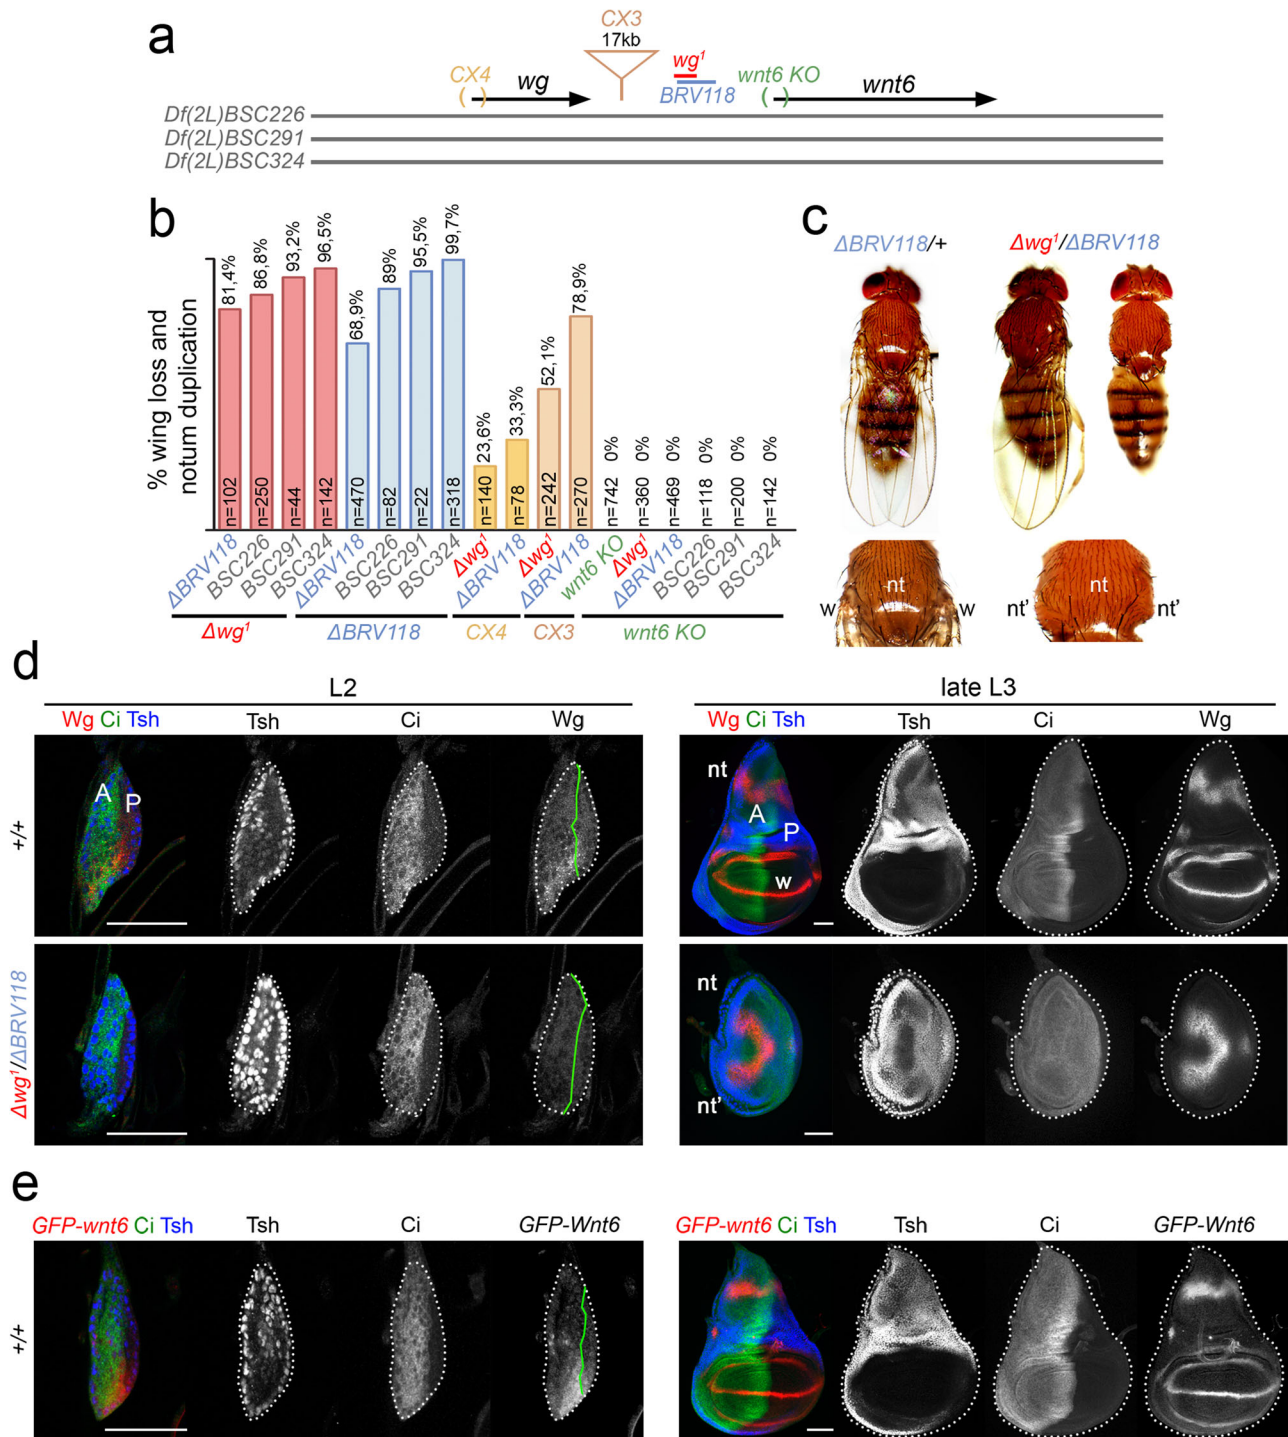 a
CX3
17kb
CX4
wg
wg¹
BRV118
wnt6 KO
wnt6
( )
( )
Df(2L)BSC226
Df(2L)BSC291
Df(2L)BSC324
b
% wing loss and
notum duplication
81,4%
86,8%
93,2%
96,5%
68,9%
89%
95,5%
99,7%
23,6%
33,3%
52,1%
78,9%
0%
0%
0%
0%
0%
0%
n=102
n=250
n=44
n=142
n=470
n=82
n=22
n=318
n=140
n=78
n=242
n=270
n=742
n=360
n=469
n=118
n=200
n=142
ΔBRV118
BSC226
BSC291
BSC324
ΔBRV118
BSC226
BSC291
BSC324
Δwg¹
ΔBRV118
Δwg¹
ΔBRV118
wnt6 KO
Δwg¹
ΔBRV118
BSC226
BSC291
BSC324
Δwg¹
ΔBRV118
CX4
CX3
wnt6 KO
c
ΔBRV118/+
Δwg¹/ΔBRV118
nt
w
w
nt
nt'
nt'
d
L2
late L3
Wg Ci Tsh
Tsh
Ci
Wg
Wg Ci Tsh
Tsh
Ci
Wg
+/+
A
P
nt
A
P
w
Δwg¹/ΔBRV118
nt
nt'
e
GFP-wnt6 Ci Tsh
Tsh
Ci
GFP-Wnt6
GFP-wnt6 Ci Tsh
Tsh
Ci
GFP-Wnt6
+/+